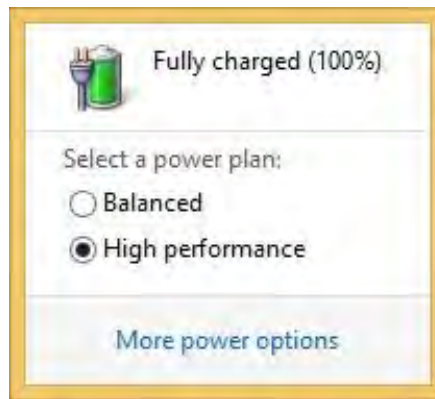 Fully charged (100%)
Select a power plan:
Balanced
High performance
More power options